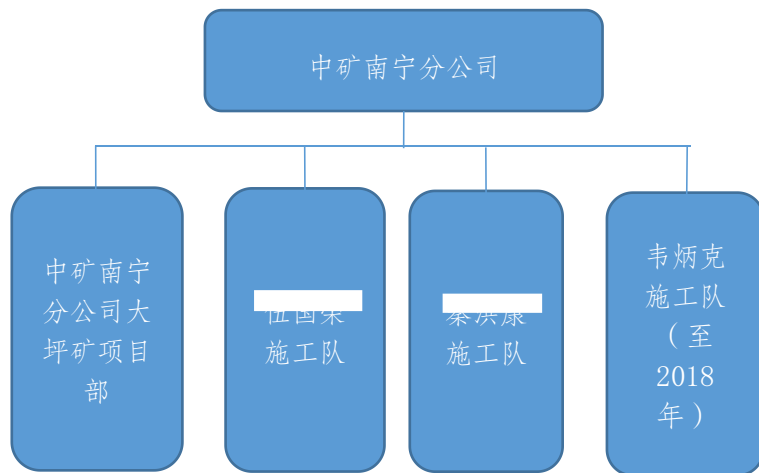 中矿南宁分公司
中矿南宁
分公司大
坪矿项目
部
施工队
施工队
韦炳克
施工队
（至
2018
年）